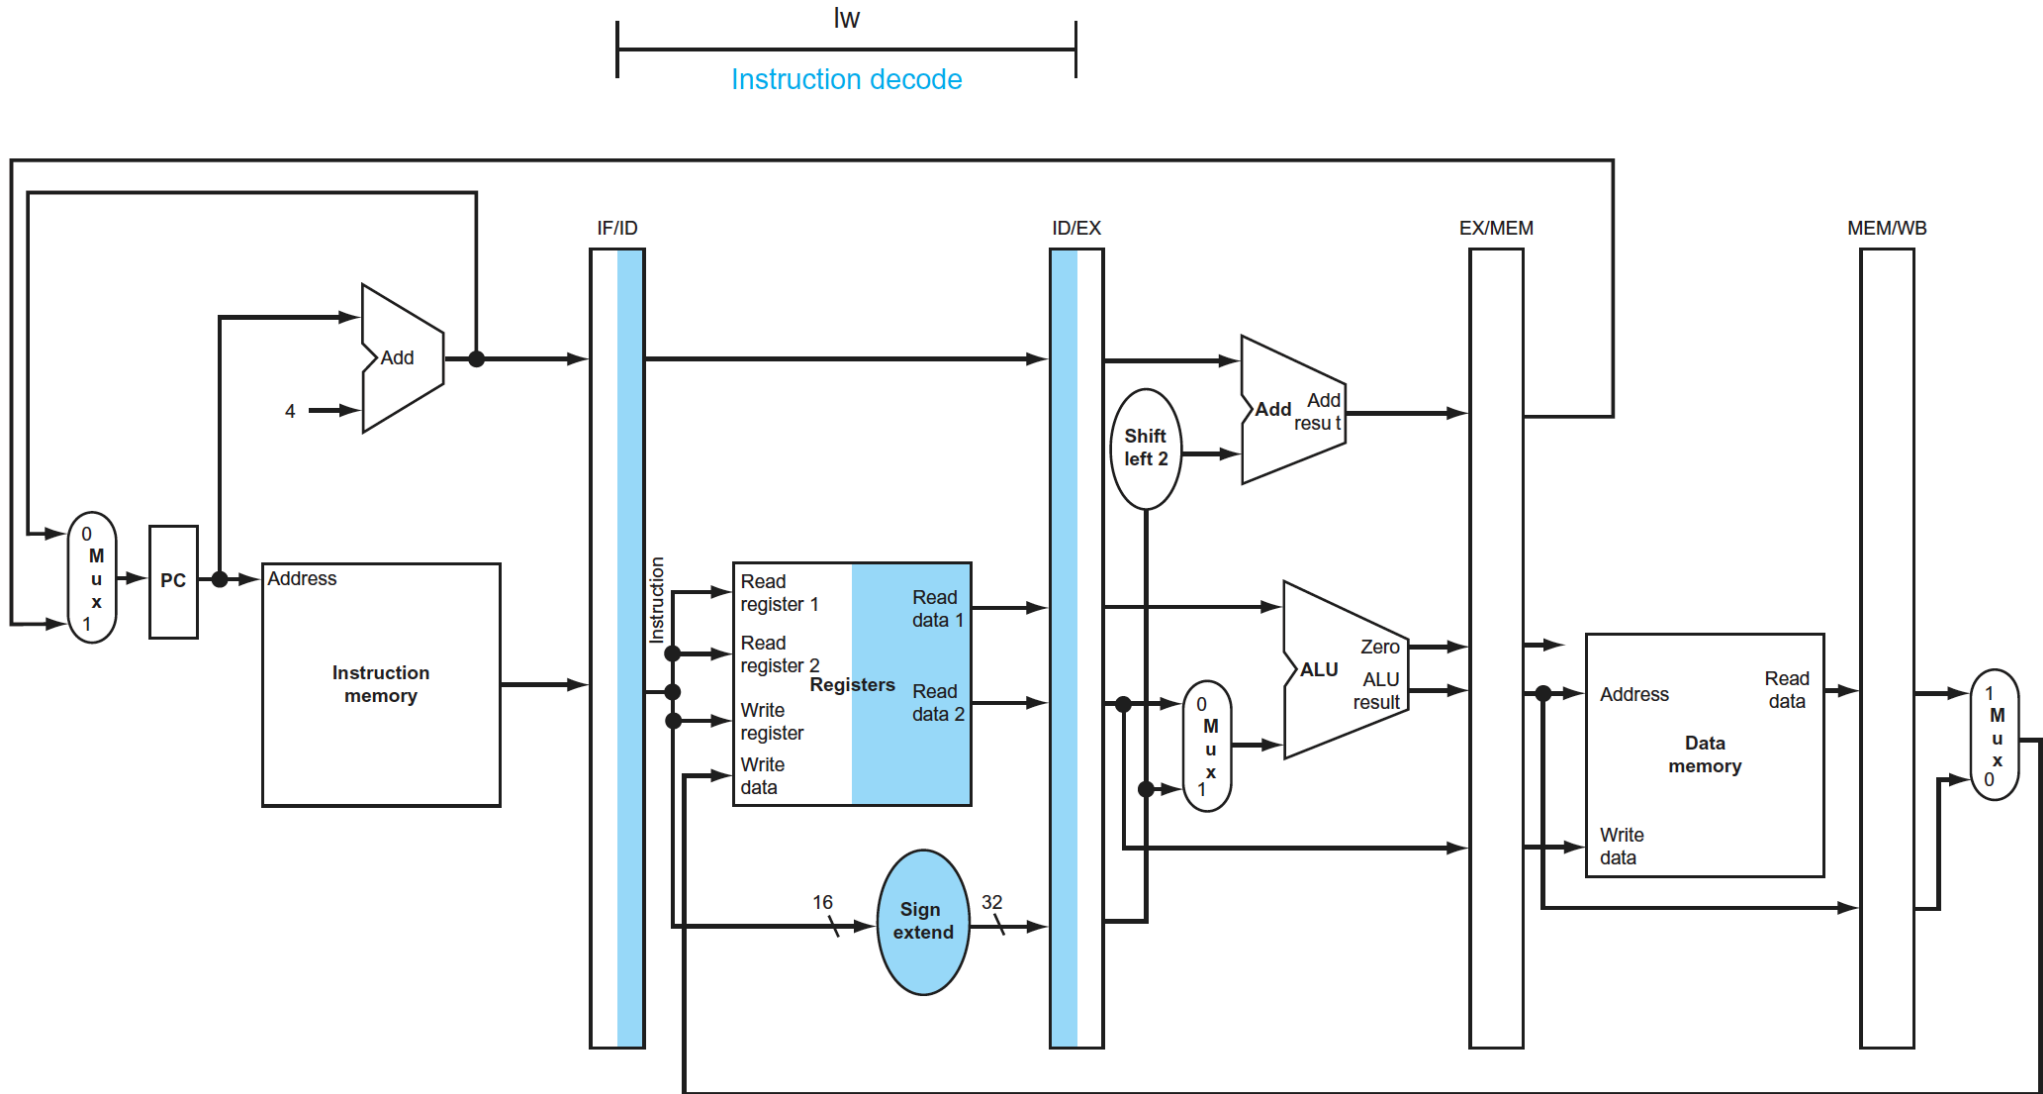 lw
Instruction decode
IF/ID
ID/EX
EX/MEM
MEM/WB
Add
4
Shift
left 2
Add
Add
resu t
0
M
u
x
1
PC
Address
Instruction
memory
Instruction
Read
register 1
Read
register 2
Write
register
Write
data
Registers
Read
data 1
Read
data 2
16
Sign
extend
32
0
M
u
x
1
Zero
ALU
ALU
result
Address
Read
data
Data
memory
Write
data
1
M
u
x
0